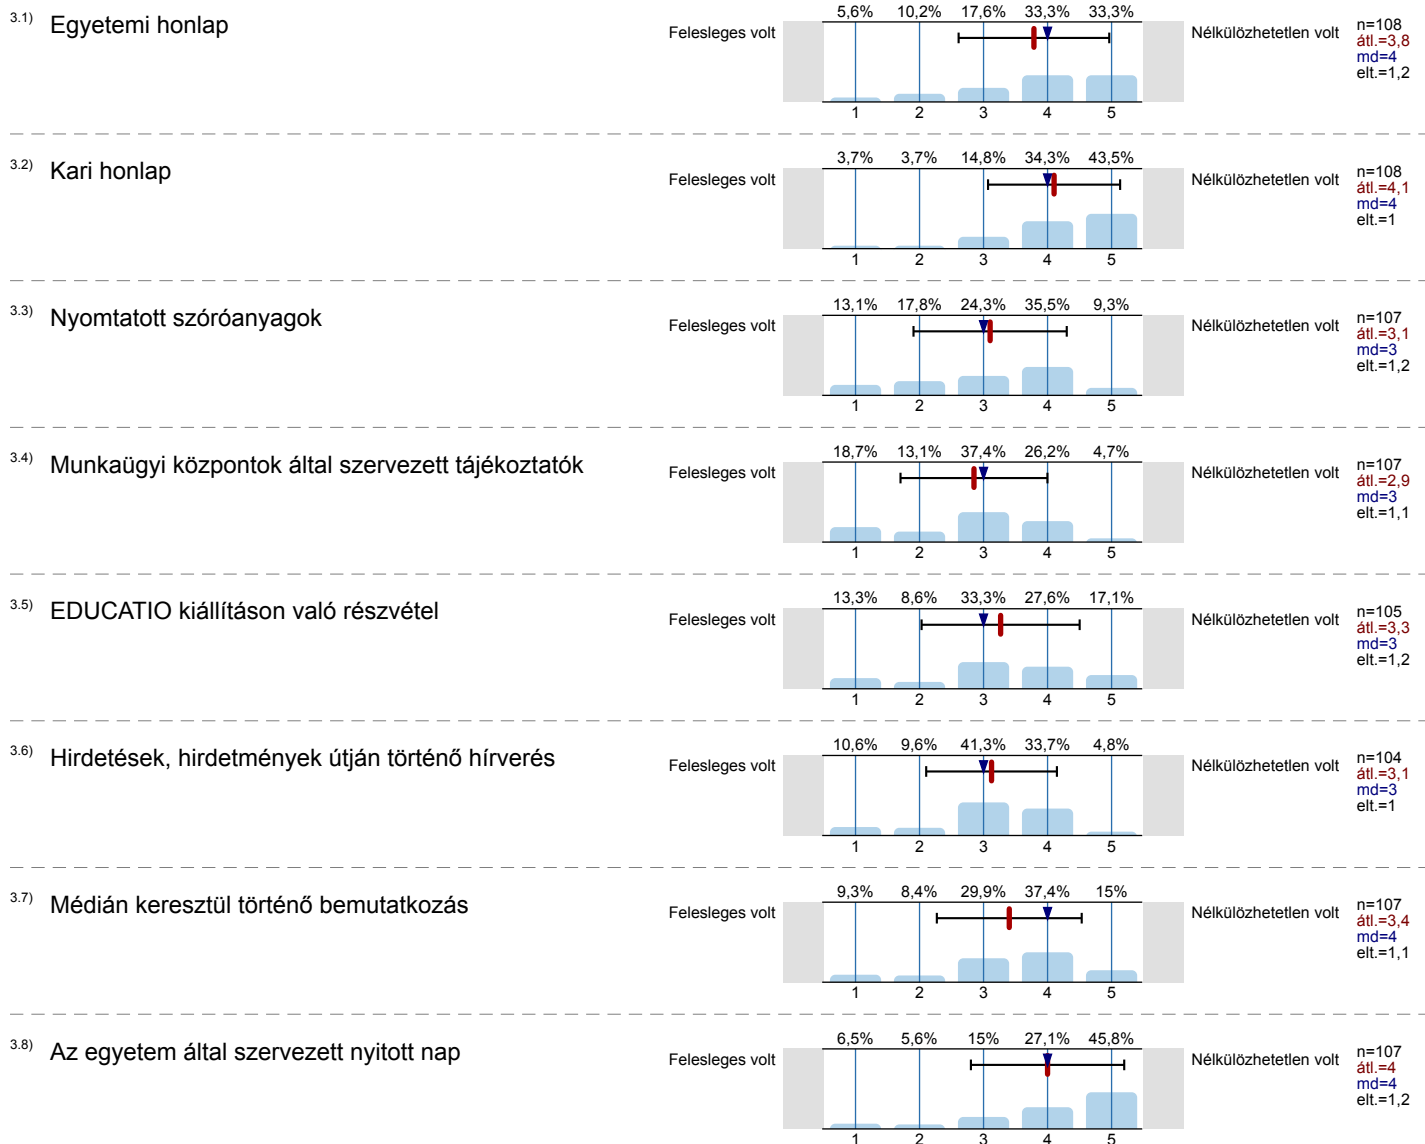 3.1) Egyetemi honlap
5,6% 10,2% 17,6% 33,3% 33,3%
Felesleges volt
Nélkülözhetetlen volt
n=108
átl.=3,8
md=4
elt.=1,2
1 2 3 4 5
3.2) Kari honlap
3,7% 3,7% 14,8% 34,3% 43,5%
Felesleges volt
Nélkülözhetetlen volt
n=108
átl.=4,1
md=4
elt.=1
1 2 3 4 5
3.3) Nyomtatott szóróanyagok
13,1% 17,8% 24,3% 35,5% 9,3%
Felesleges volt
Nélkülözhetetlen volt
n=107
átl.=3,1
md=3
elt.=1,2
1 2 3 4 5
3.4) Munkaügyi központok által szervezett tájékoztatók
18,7% 13,1% 37,4% 26,2% 4,7%
Felesleges volt
Nélkülözhetetlen volt
n=107
átl.=2,9
md=3
elt.=1,1
1 2 3 4 5
3.5) EDUCATIO kiállításon való részvétel
13,3% 8,6% 33,3% 27,6% 17,1%
Felesleges volt
Nélkülözhetetlen volt
n=105
átl.=3,3
md=3
elt.=1,2
1 2 3 4 5
3.6) Hirdetések, hirdetmények útján történő hírverés
10,6% 9,6% 41,3% 33,7% 4,8%
Felesleges volt
Nélkülözhetetlen volt
n=104
átl.=3,1
md=3
elt.=1
1 2 3 4 5
3.7) Médián keresztül történő bemutatkozás
9,3% 8,4% 29,9% 37,4% 15%
Felesleges volt
Nélkülözhetetlen volt
n=107
átl.=3,4
md=4
elt.=1,1
1 2 3 4 5
3.8) Az egyetem által szervezett nyitott nap
6,5% 5,6% 15% 27,1% 45,8%
Felesleges volt
Nélkülözhetetlen volt
n=107
átl.=4
md=4
elt.=1,2
1 2 3 4 5